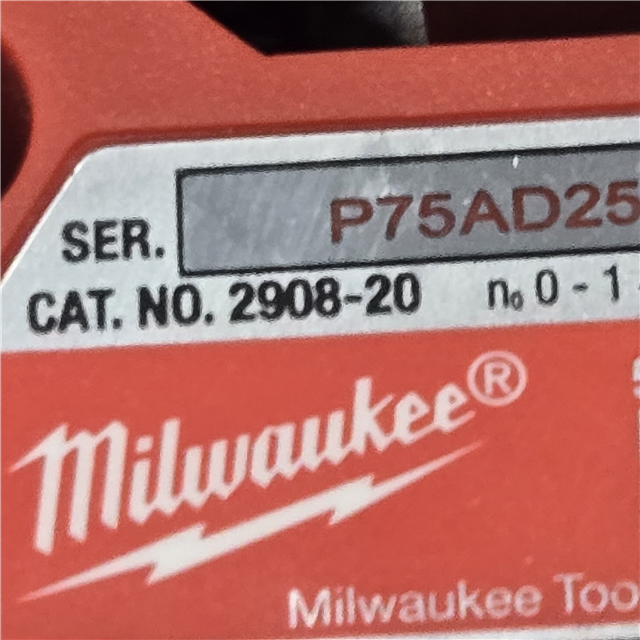 SER. P75AD25
CAT. NO. 2908-20 n₀ 0 - 1
Milwaukee®
Milwaukee Too